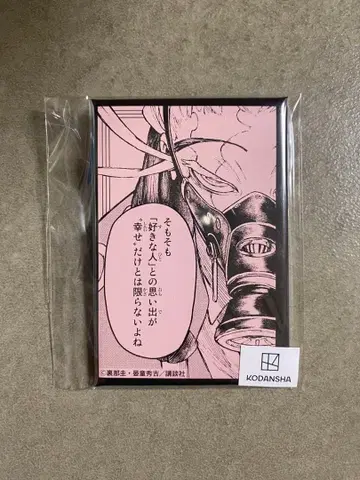 そもそも
「好きな人」との思い出が
“幸せ”だけとは限らないよね
©裏那圭・晏童秀吉/講談社
KODANSHA